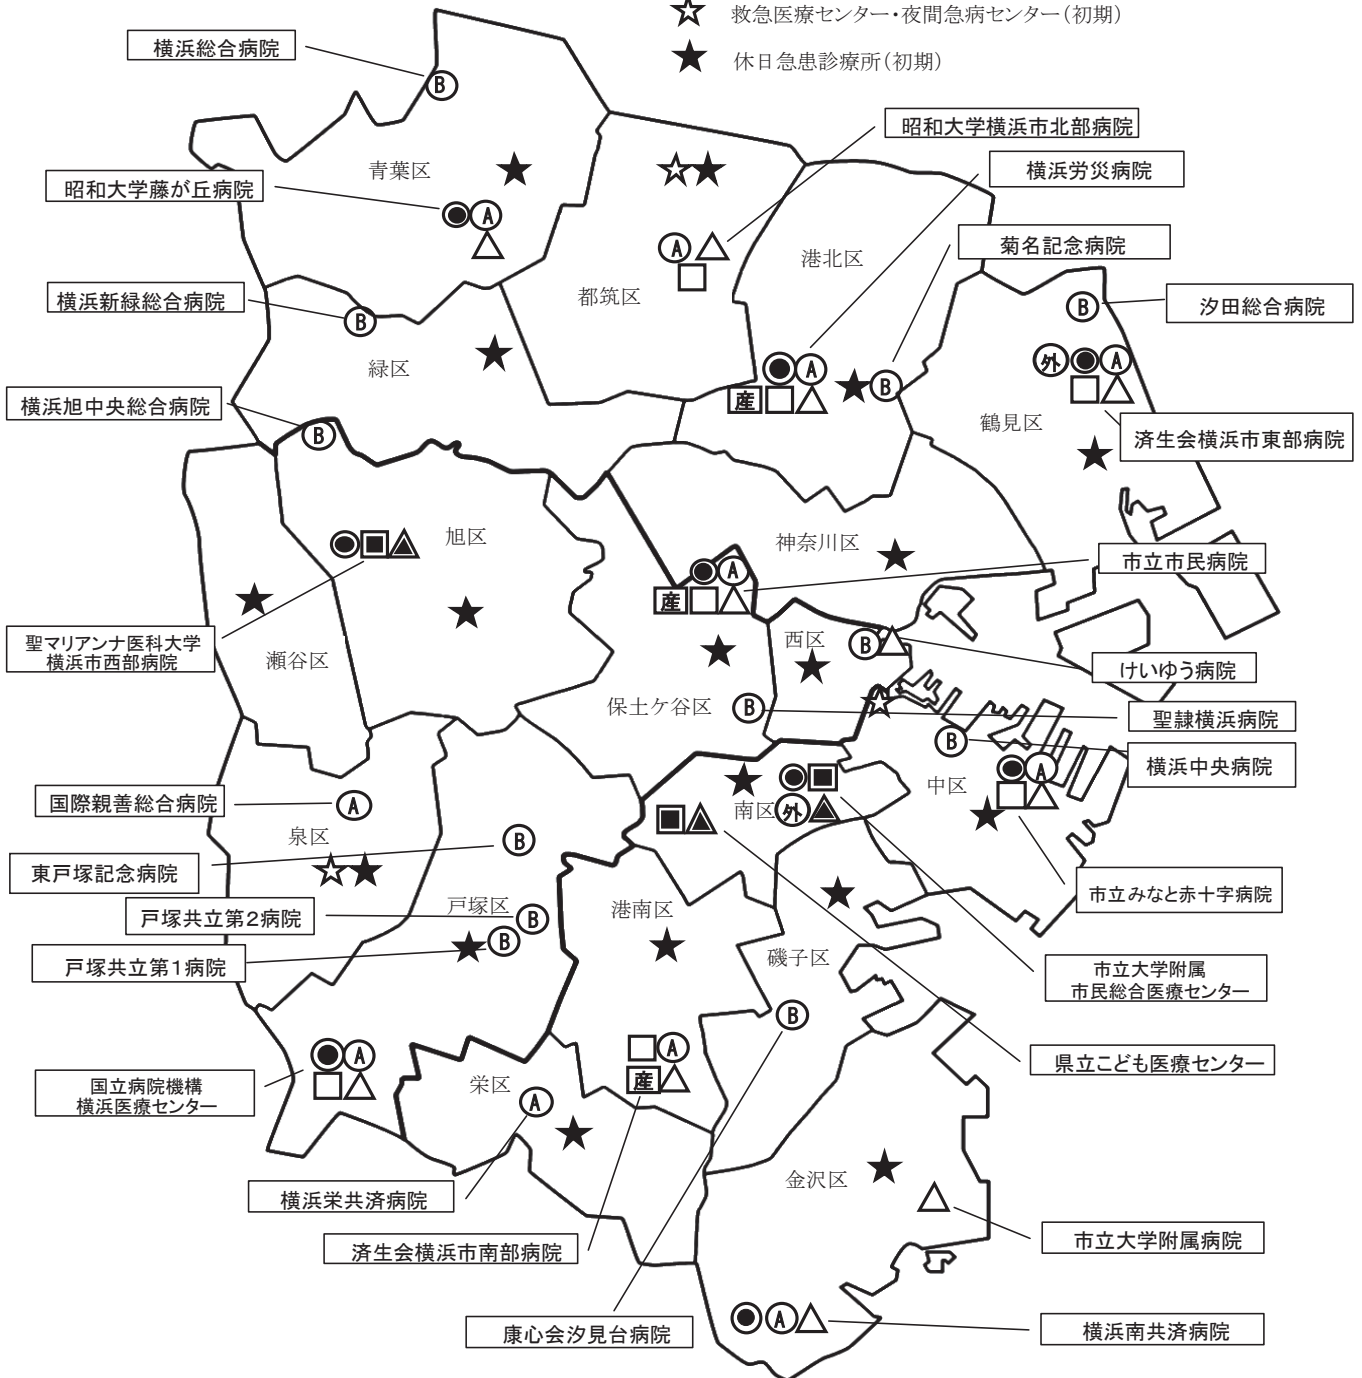 救急医療センター・夜間急病センター(初期)
休日急患診療所(初期)
横浜総合病院
B
昭和大学横浜市北部病院
青葉区
横浜労災病院
昭和大学藤が丘病院
A
菊名記念病院
A
港北区
横浜新緑総合病院
都筑区
B
汐田総合病院
B
緑区
外
A
A
横浜旭中央総合病院
産
B
鶴見区
済生会横浜市東部病院
B
旭区
神奈川区
市立市民病院
A
産
聖マリアンナ医科大学
横浜市西部病院
瀬谷区
西区
B
けいゆう病院
保土ケ谷区
B
聖隷横浜病院
B
横浜中央病院
国際親善総合病院
A
南区
外
中区
A
泉区
東戸塚記念病院
B
市立みなと赤十字病院
戸塚区
戸塚共立第2病院
B
港南区
戸塚共立第1病院
B
磯子区
市立大学附属
市民総合医療センター
B
国立病院機構
横浜医療センター
A
栄区
A
産
県立こども医療センター
A
金沢区
横浜栄共済病院
済生会横浜市南部病院
市立大学附属病院
康心会汐見台病院
A
横浜南共済病院